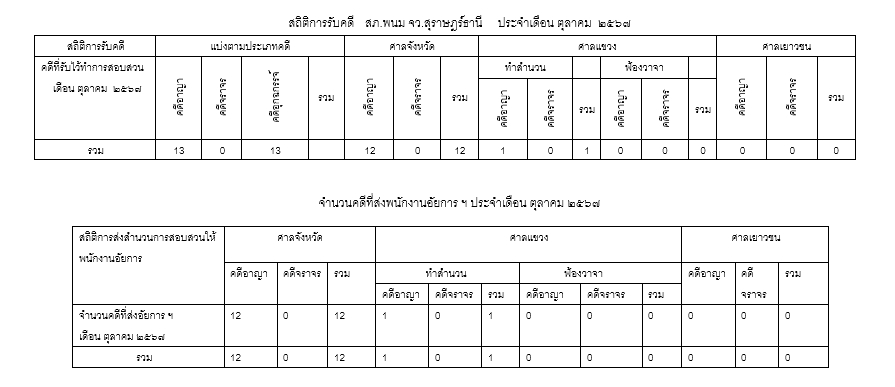 สถิติการรับคดี สภ.พนม จว.สุราษฎร์ธานี ประจำเดือน ตุลาคม ๒๕๖๗
สถิติการรับคดี แบ่งตามประเภทคดี ศาลจังหวัด ศาลแขวง ศาลเยาวชน
คดีที่รับไว้ทำการสอบสวน
เดือน ตุลาคม ๒๕๖๗
คดีอาญา คดีจราจร คดีอุกฉกรรจ์ รวม คดีอาญา คดีจราจร รวม
ทำสำนวน ฟ้องวาจา
คดีอาญา คดีจราจร รวม คดีอาญา คดีจราจร รวม
คดีอาญา คดีจราจร รวม
รวม 13 0 13 12 0 12 1 0 1 0 0 0 0 0 0
จำนวนคดีที่ส่งพนักงานอัยการ ฯ ประจำเดือน ตุลาคม ๒๕๖๗
สถิติการส่งสำนวนการสอบสวนให้ ศาลจังหวัด ศาลแขวง ศาลเยาวชน
พนักงานอัยการ
คดีอาญา คดีจราจร รวม ทำสำนวน ฟ้องวาจา คดีอาญา คดี รวม
จราจร
คดีอาญา คดีจราจร รวม คดีอาญา คดีจราจร รวม
จำนวนคดีที่ส่งอัยการ ฯ 12 0 12 1 0 1 0 0 0 0 0 0
เดือน ตุลาคม ๒๕๖๗
รวม 12 0 12 1 0 1 0 0 0 0 0 0